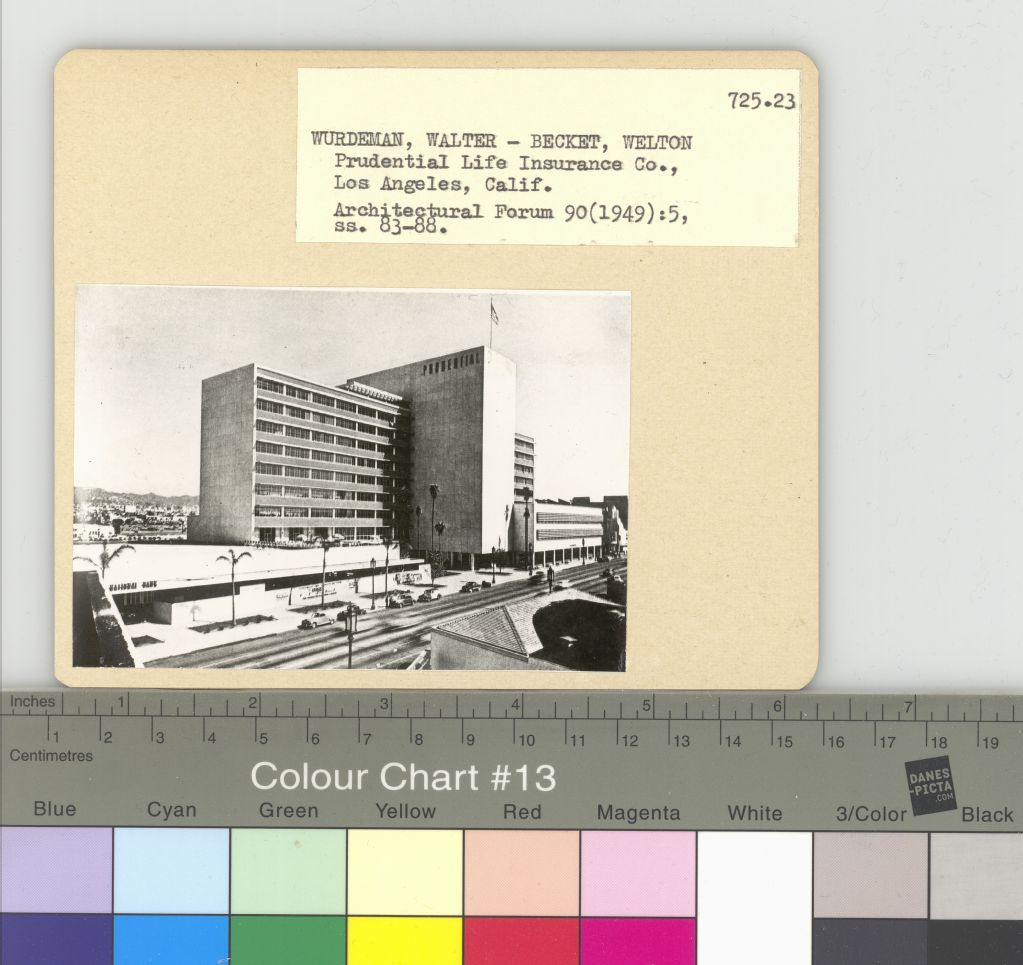 725.23
WURDEMAN, WALTER - BECKET, WELTON
Prudential Life Insurance Co.,
Los Angeles, Calif.
Architectural Forum 90(1949):5,
ss. 83-88.
PRUDENTIAL
NATIONAL BANK
Inches 1 2 3 4 5 6 7
1 2 3 4 5 6 7 8 9 10 11 12 13 14 15 16 17 18 19
Centimetres
Colour Chart #13
DANES
-PICTA
.COM
Blue Cyan Green Yellow Red Magenta White 3/Color Black